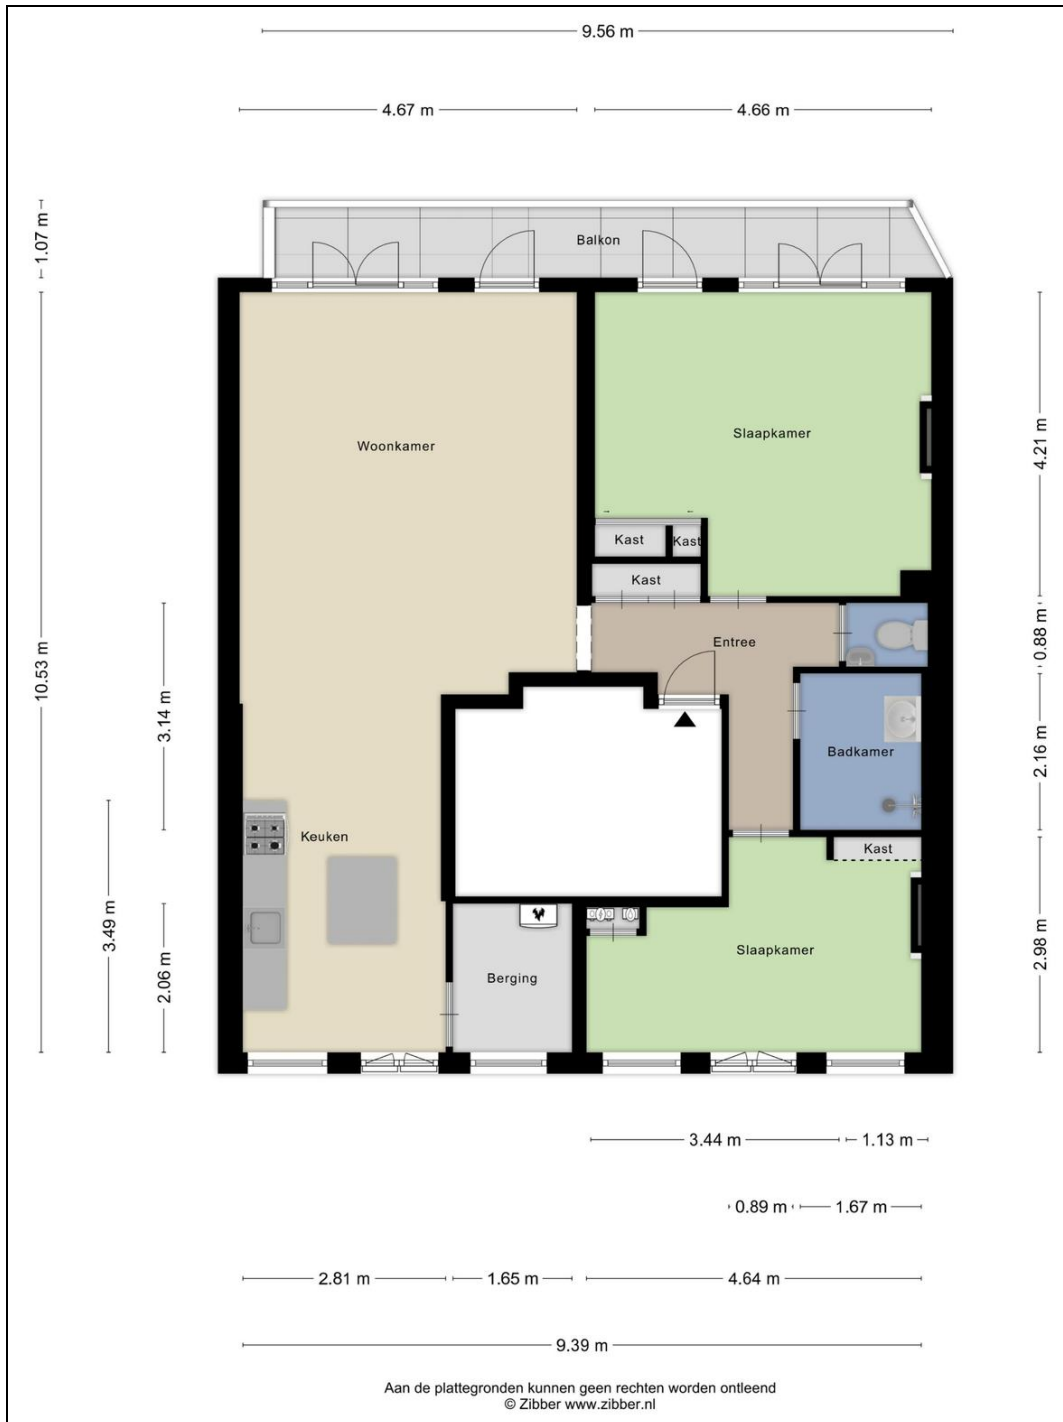 9.56 m
4.67 m
4.66 m
1.07 m
Balkon
Woonkamer
Slaapkamer
4.21 m
Kast
Kast
Kast
Entree
0.88 m
10.53 m
3.14 m
Badkamer
2.16 m
Keuken
Kast
3.49 m
2.06 m
Berging
Slaapkamer
2.98 m
3.44 m
1.13 m
0.89 m
1.67 m
2.81 m
1.65 m
4.64 m
9.39 m
Aan de plattegronden kunnen geen rechten worden ontleend
© Zibber www.zibber.nl